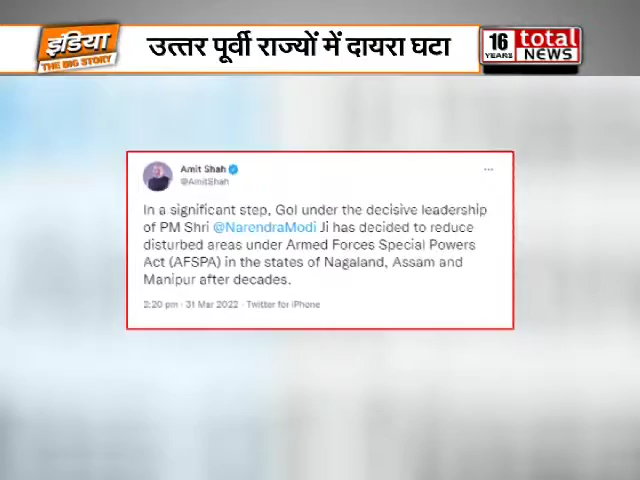 इंडिया
THE BIG STORY
उत्तर पूर्वी राज्यों में दायरा घटा
16
YEARS
total
NEWS
Amit Shah
@AmitShah
In a significant step, GoI under the decisive leadership
of PM Shri @NarendraModi Ji has decided to reduce
disturbed areas under Armed Forces Special Powers
Act (AFSPA) in the states of Nagaland, Assam and
Manipur after decades.
2:20 pm · 31 Mar 2022 · Twitter for iPhone